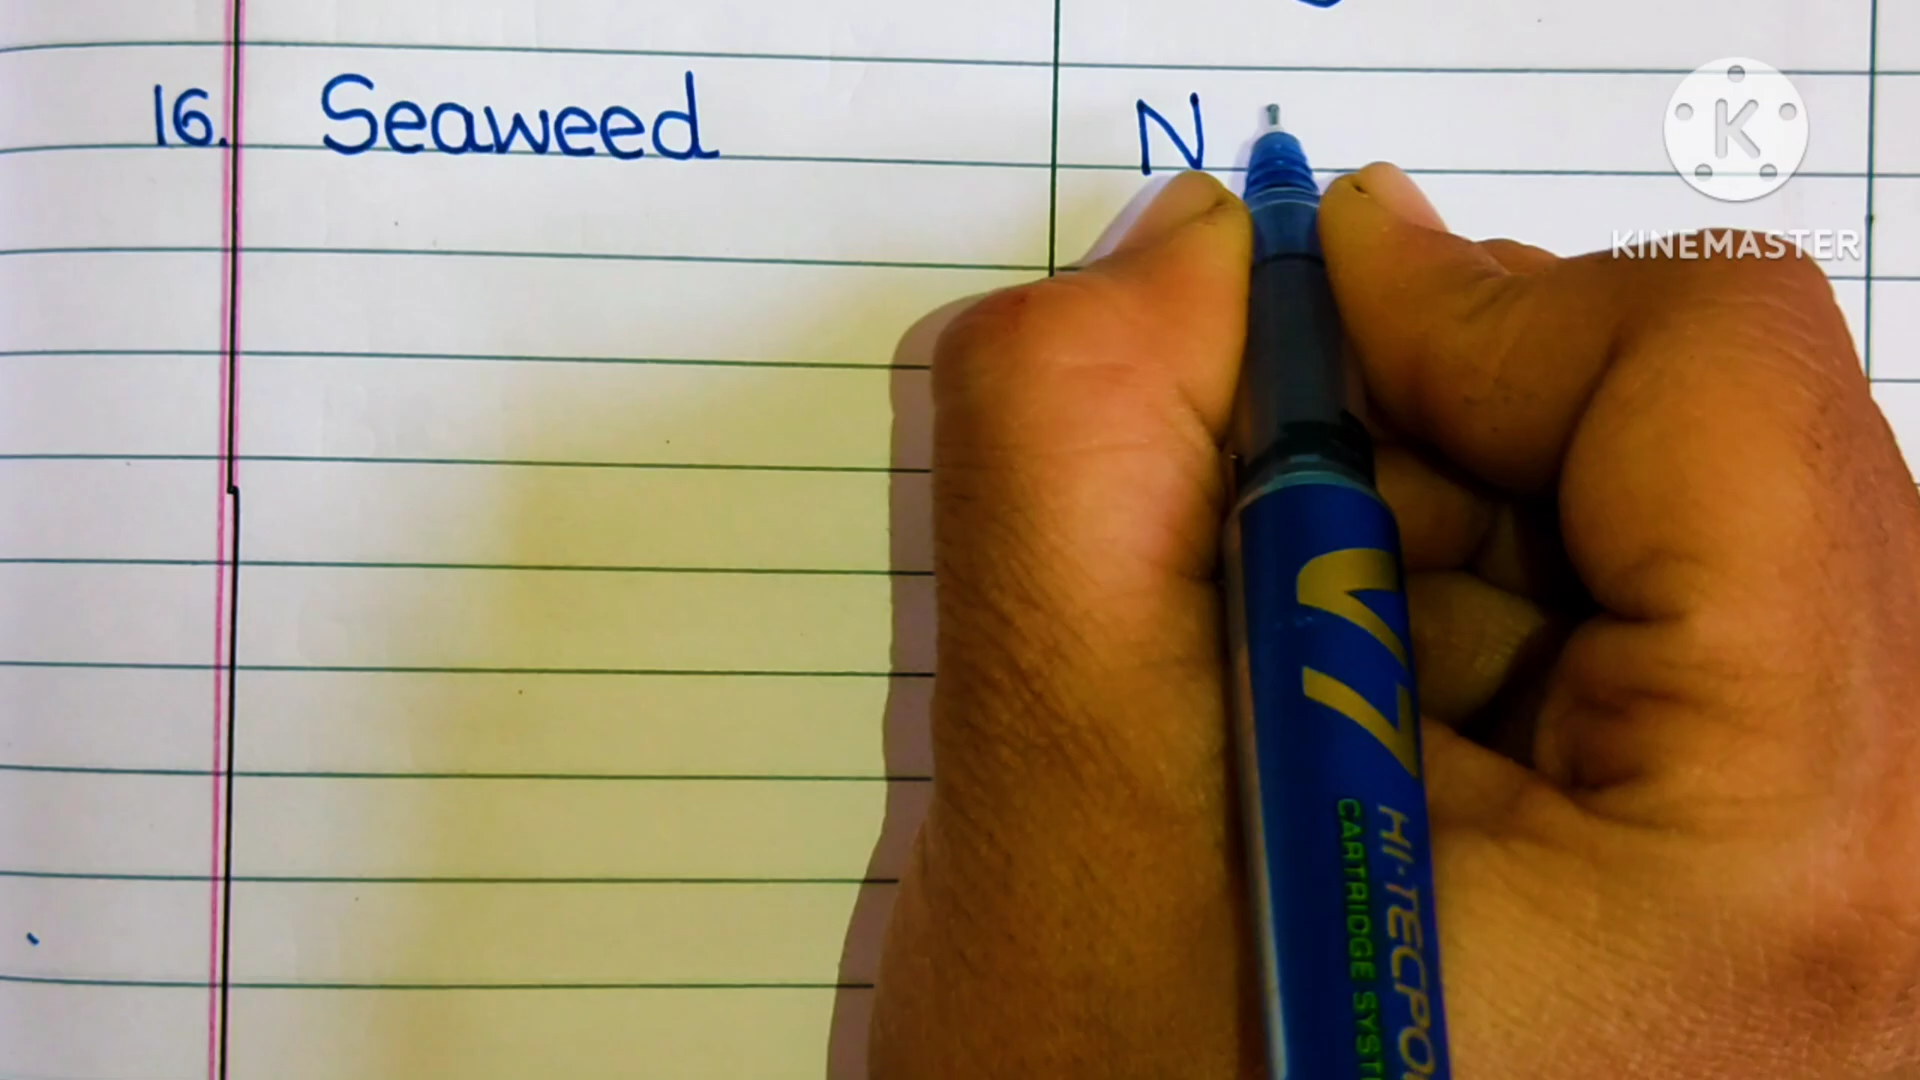 16. Seaweed N
K
KINEMASTER
V7
HI-TECPO
CARTRIDGE SYST